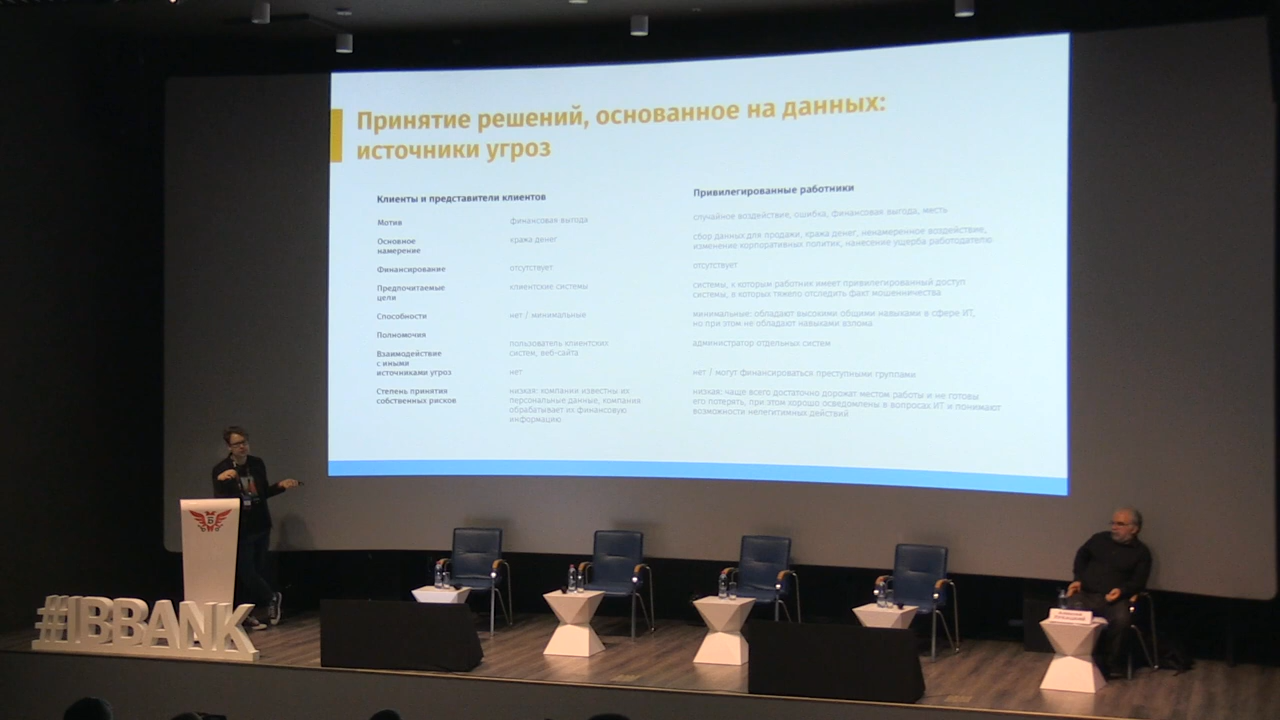 Принятие решений, основанное на данных:
источники угроз
Клиенты и представители клиентов
Привилегированные работники
Мотив
финансовая выгода
случайное воздействие, ошибка, финансовая выгода, месть
Основное
намерение
кража денег
сбор данных для продажи, кража денег, ненамеренное воздействие,
изменение корпоративных политик, нанесение ущерба работодателю
Финансирование
отсутствует
отсутствует
Предпочитаемые
цели
клиентские системы
системы, к которым работник имеет привилегированный доступ
системы, в которых тяжело отследить факт мошенничества
Способности
нет / минимальные
минимальные: обладают высокими общими навыками в сфере ИТ,
но при этом не обладают навыками взлома
Полномочия
пользователь клиентских
систем, веб-сайта
администратор отдельных систем
Взаимодействие
с иными
источниками угроз
нет
нет / могут финансироваться преступными группами
Степень принятия
собственных рисков
низкая: компании известны их
персональные данные, компания
обрабатывает их финансовую
информацию
низкая: чаще всего достаточно дорожат местом работы и не готовы
его потерять, при этом хорошо осведомлены в вопросах ИТ и понимают
возможности нелегитимных действий
#IBBANK